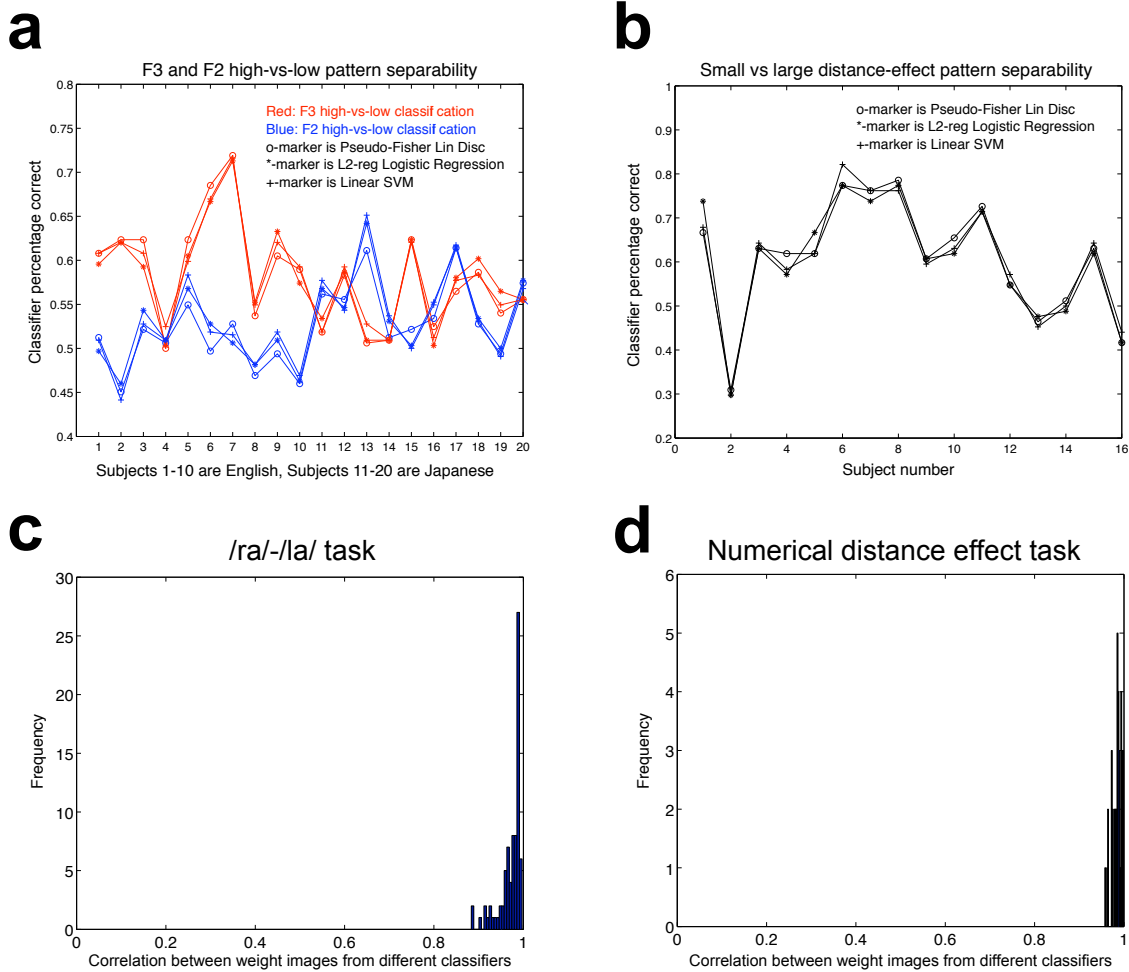 a
F3 and F2 high-vs-low pattern separability
0.8
0.75
0.7
0.65
0.6
0.55
0.5
0.45
0.4
Classifier percentage correct
Red: F3 high-vs-low classif cation
Blue: F2 high-vs-low classif cation
o-marker is Pseudo-Fisher Lin Disc
*-marker is L2-reg Logistic Regression
+-marker is Linear SVM
1 2 3 4 5 6 7 8 9 10 11 12 13 14 15 16 17 18 19 20
Subjects 1-10 are English, Subjects 11-20 are Japanese
b
Small vs large distance-effect pattern separability
1
0.9
0.8
0.7
0.6
0.5
0.4
0.3
0.2
Classifier percentage correct
o-marker is Pseudo-Fisher Lin Disc
*-marker is L2-reg Logistic Regression
+-marker is Linear SVM
0 2 4 6 8 10 12 14 16
Subject number
c
/ra/-/la/ task
30
25
20
15
10
5
0
Frequency
0 0.2 0.4 0.6 0.8 1
Correlation between weight images from different classifiers
d
Numerical distance effect task
6
5
4
3
2
1
0
Frequency
0 0.2 0.4 0.6 0.8 1
Correlation between weight images from different classifiers